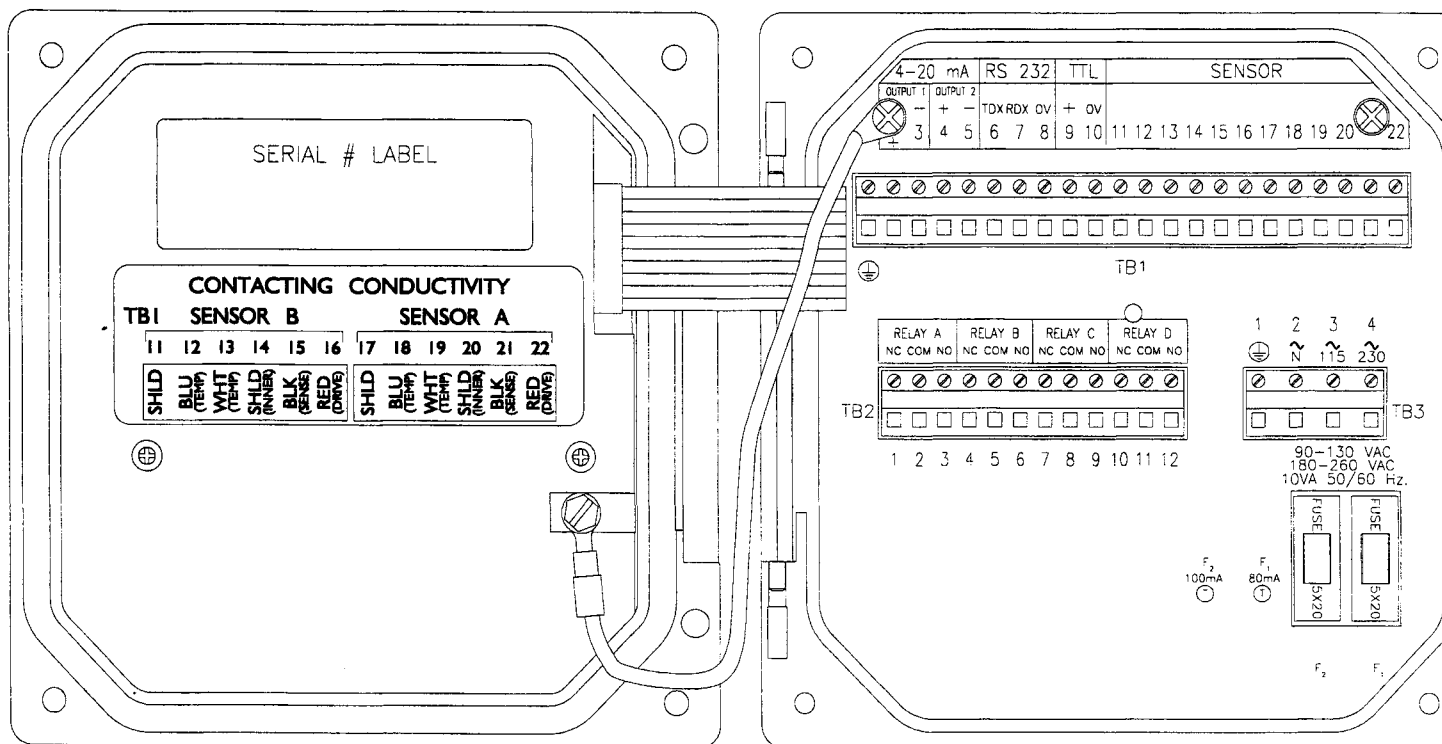 SERIAL # LABEL
CONTACTING CONDUCTIVITY
TB1 SENSOR B SENSOR A
11 12 13 14 15 16 17 18 19 20 21 22
SHLD
BLU (TEMP)
WHT (TEMP)
SHLD (INNER)
BLK (SENSE)
RED (DRIVE)
SHLD
BLU (TEMP)
WHT (TEMP)
SHLD (INNER)
BLK (SENSE)
RED (DRIVE)
4-20 mA RS 232 TTL SENSOR
OUTPUT 1 OUTPUT 2
- + - TDX RDX OV + OV
3 4 5 6 7 8 9 10 11 12 13 14 15 16 17 18 19 20 22
TB1
RELAY A RELAY B RELAY C RELAY D
NC COM NO NC COM NO NC COM NO NC COM NO
TB2
1 2 3 4 5 6 7 8 9 10 11 12
1 2 3 4
N 115 230
TB3
90-130 VAC
180-260 VAC
10VA 50/60 Hz.
FUSE 5X20
FUSE 5X20
F2 100mA
F1 80mA
T
F2 F1